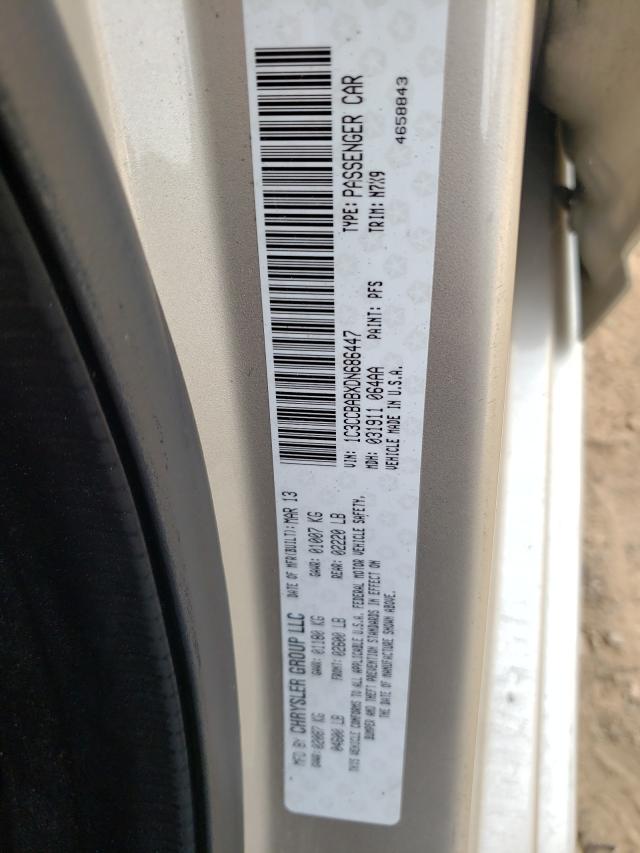 MFD BY CHRYSLER GROUP LLC DATE OF MFR(BUILT): MAR 13
GVWR: 02087 KG GAWR: 01180 KG GAWR: 01007 KG
04600 LB FRONT: 02600 LB REAR: 02220 LB
THIS VEHICLE CONFORMS TO ALL APPLICABLE U.S.A. FEDERAL MOTOR VEHICLE SAFETY,
BUMPER AND THEFT PREVENTION STANDARDS IN EFFECT ON
THE DATE OF MANUFACTURE SHOWN ABOVE.
VIN: 1C3CCBABXDN686447 TYPE: PASSENGER CAR
MDH: 031911 064AA PAINT: PFS TRIM: N7X9
VEHICLE MADE IN U.S.A.
4658843